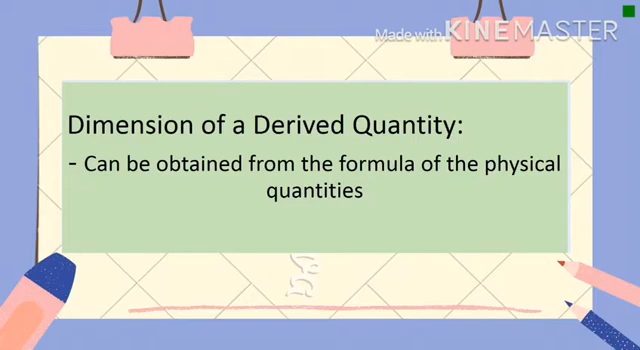 Made with KINEMASTER
Dimension of a Derived Quantity:
- Can be obtained from the formula of the physical
quantities